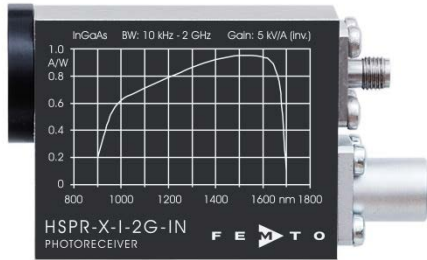 InGaAs BW: 10 kHz - 2 GHz Gain: 5 kV/A (inv.)
1.0
A/W
0.8
0.6
0.4
0.2
0
800 1000 1200 1400 1600 nm 1800
HSPR-X-I-2G-IN
PHOTORECEIVER
FEMTO